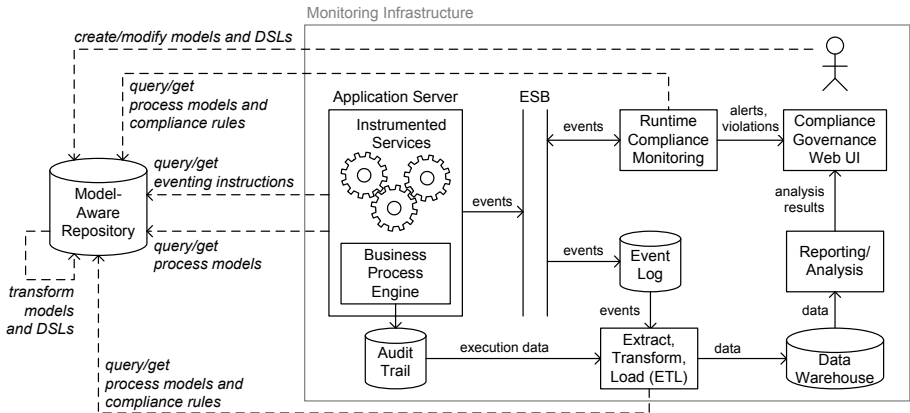 Monitoring Infrastructure
create/modify models and DSLs
query/get
process models and
compliance rules
Application Server
ESB
Instrumented
Services
events
Runtime
Compliance
Monitoring
alerts,
violations
Compliance
Governance
Web UI
query/get
eventing instructions
Model-
Aware
Repository
events
analysis
results
query/get
process models
Business
Process
Engine
events
Event
Log
Reporting/
Analysis
transform
models
and DSLs
events
data
Audit
Trail
execution data
Extract,
Transform,
Load (ETL)
data
Data
Warehouse
query/get
process models and
compliance rules